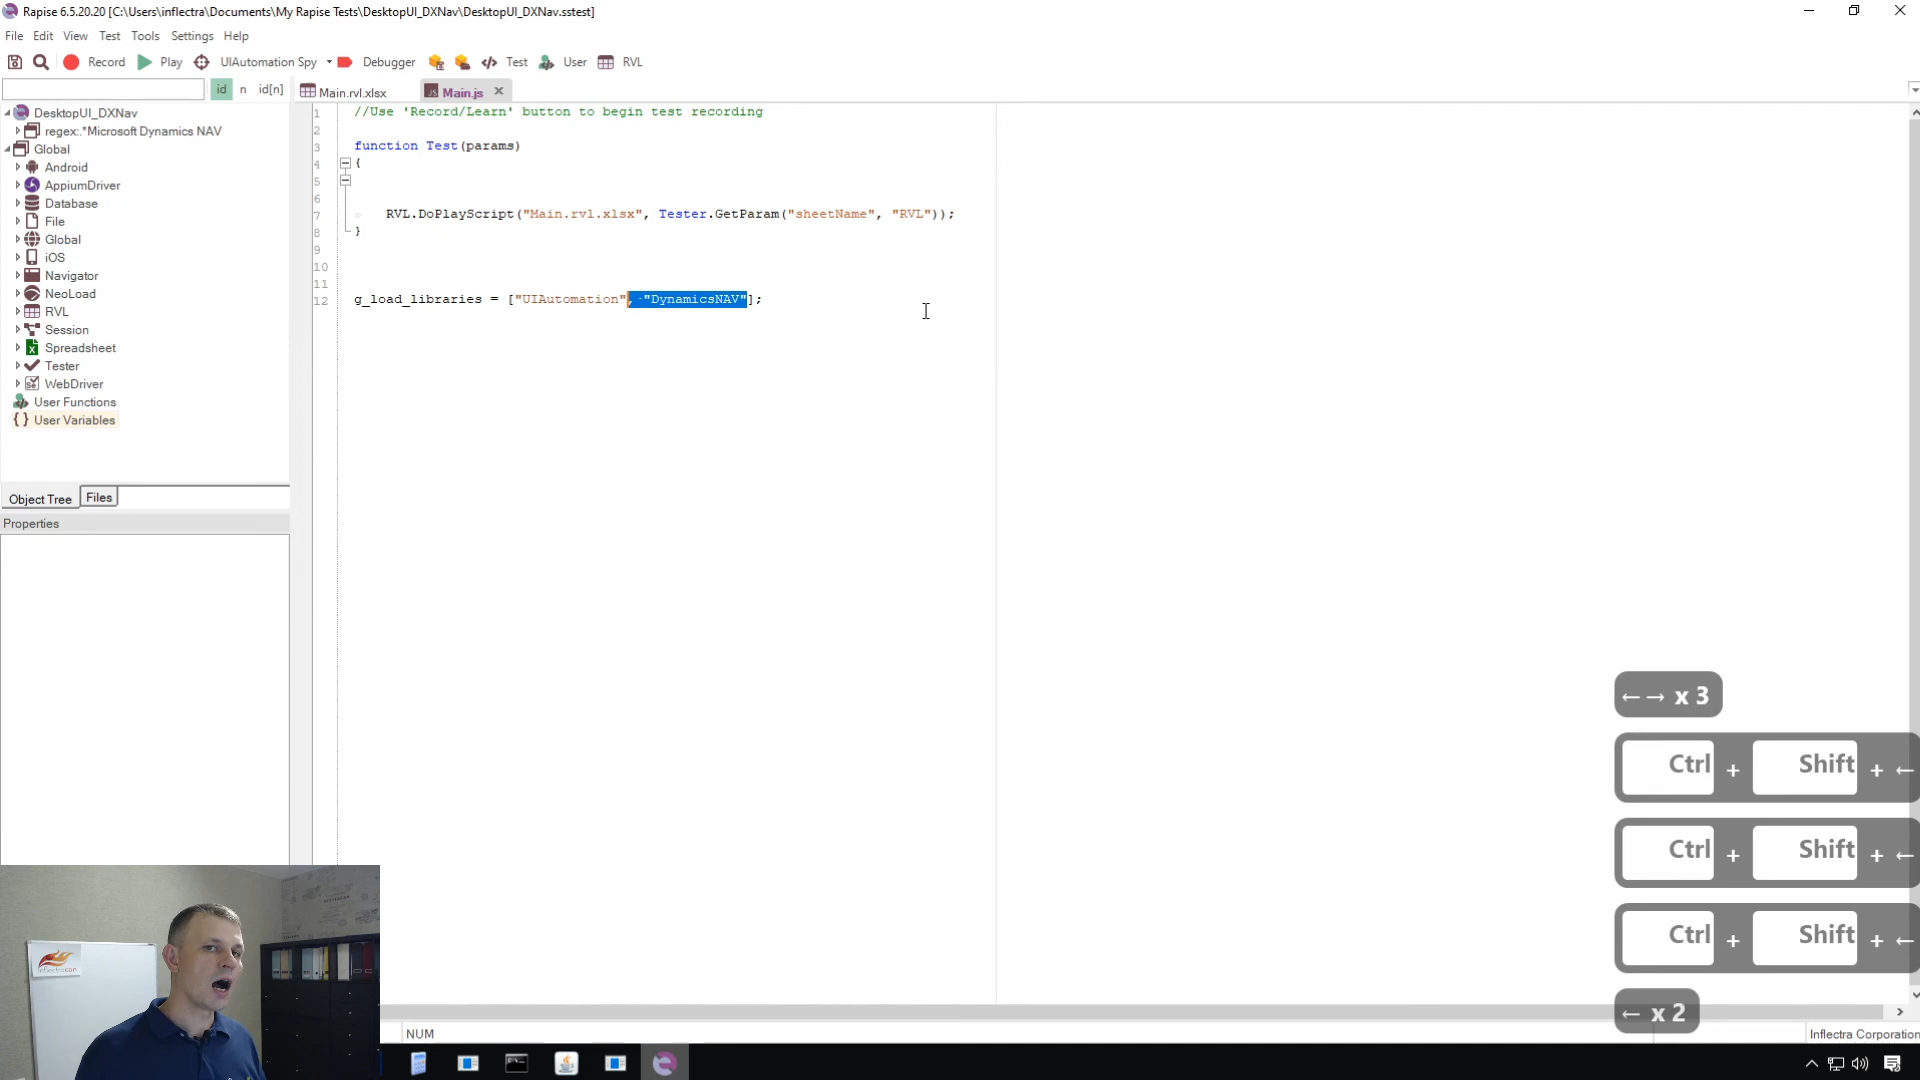 Rapise 6.5.20.20 [C:\Users\inflectra\Documents\My Rapise Tests\DesktopUI_DXNav\DesktopUI_DXNav.sstest]
File Edit View Test Tools Settings Help
Record Play UIAutomation Spy Debugger Test User RVL
id n id[n] Main.rvl.xlsx JS Main.js
DesktopUI_DXNav
regex:.*Microsoft Dynamics NAV
Global
Android
AppiumDriver
Database
File
Global
iOS
Navigator
NeoLoad
RVL
Session
Spreadsheet
Tester
WebDriver
User Functions
{ } User Variables
Object Tree Files
Properties
1 //Use 'Record/Learn' button to begin test recording
2
3 function Test(params)
4 {
5
6
7 RVL.DoPlayScript("Main.rvl.xlsx", Tester.GetParam("sheetName", "RVL"));
8 }
9
10
11
12 g_load_libraries = ["UIAutomation", "DynamicsNAV"];
← → x 3
Ctrl + Shift + ←
Ctrl + Shift + ←
Ctrl + Shift + ←
← x 2
inflectracon
NUM
Inflectra Corporation